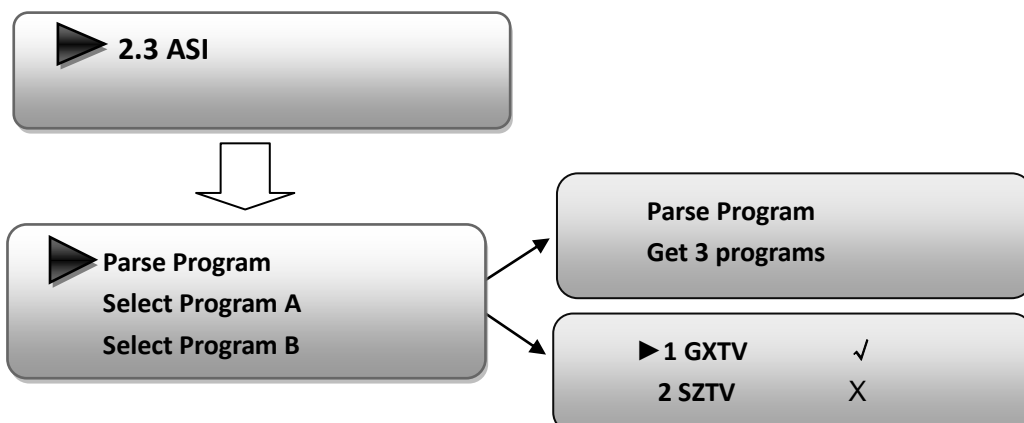 2.3 ASI
Parse Program
Select Program A
Select Program B
Parse Program
Get 3 programs
►1 GXTV √
2 SZTV X